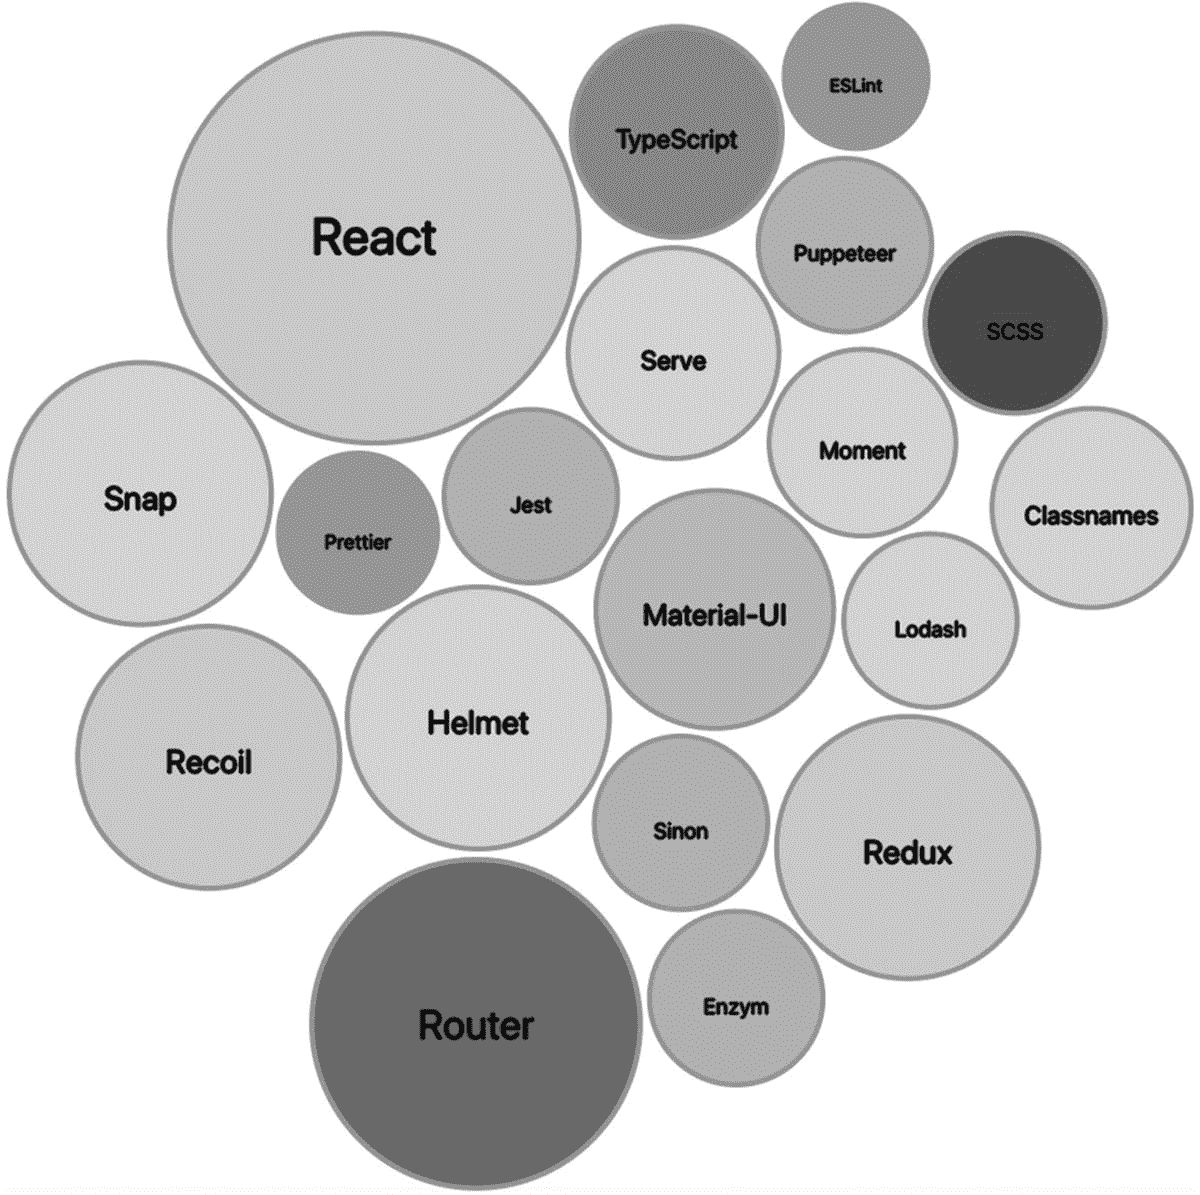 ESLint
TypeScript
React
Puppeteer
SCSS
Serve
Moment
Snap
Jest
Classnames
Prettier
Material-UI
Lodash
Helmet
Recoil
Sinon
Redux
Enzym
Router